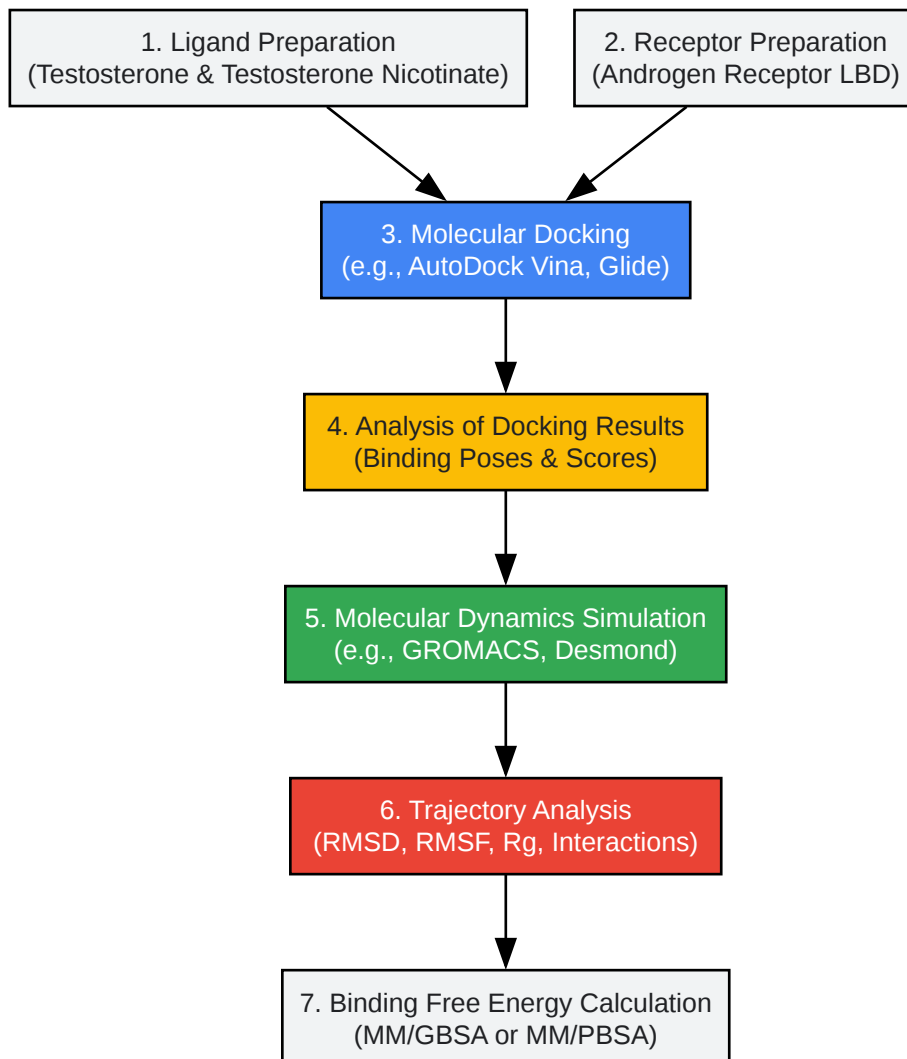 1. Ligand Preparation
(Testosterone & Testosterone Nicotinate)
2. Receptor Preparation
(Androgen Receptor LBD)
3. Molecular Docking
(e.g., AutoDock Vina, Glide)
4. Analysis of Docking Results
(Binding Poses & Scores)
5. Molecular Dynamics Simulation
(e.g., GROMACS, Desmond)
6. Trajectory Analysis
(RMSD, RMSF, Rg, Interactions)
7. Binding Free Energy Calculation
(MM/GBSA or MM/PBSA)